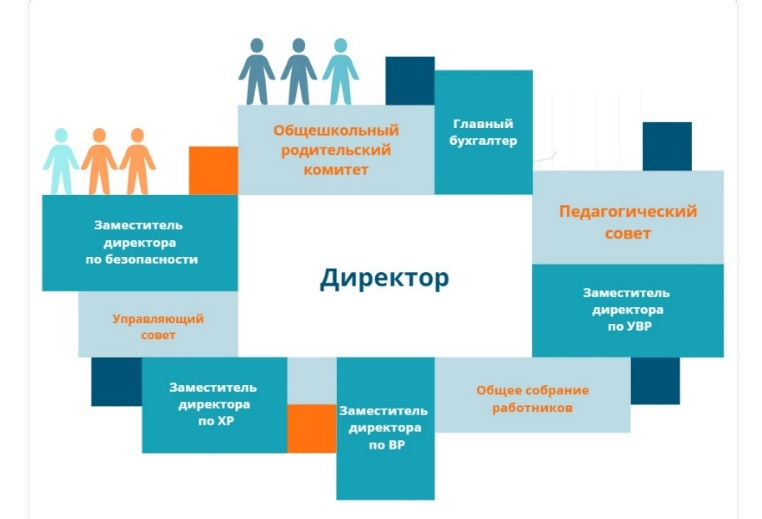 Общешкольный
родительский
комитет
Главный
бухгалтер
Педагогический
совет
Заместитель
директора
по безопасности
Директор
Заместитель
директора
по УВР
Управляющий
совет
Заместитель
директора
по ХР
Заместитель
директора
по ВР
Общее собрание
работников